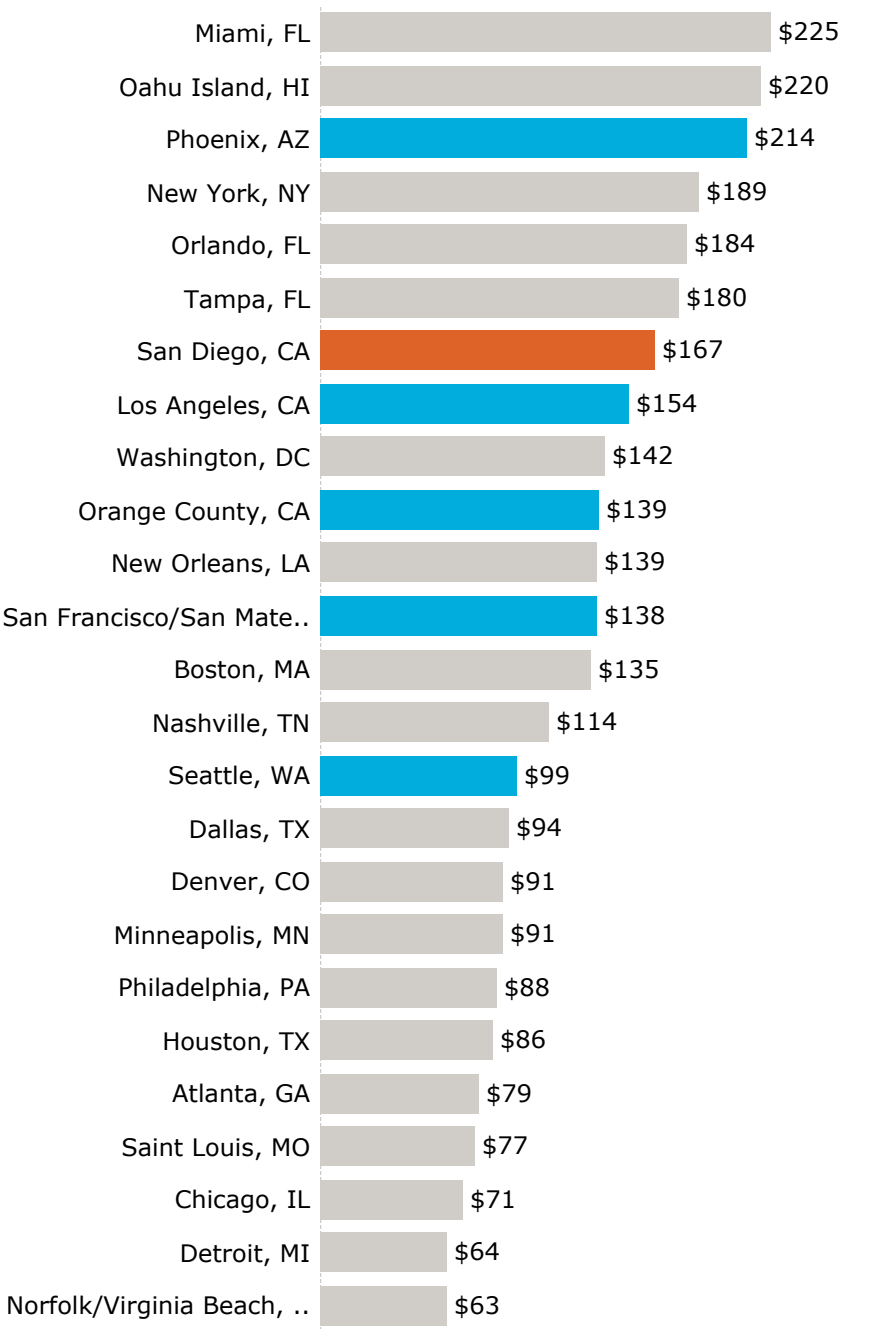 Miami, FL $225
Oahu Island, HI $220
Phoenix, AZ $214
New York, NY $189
Orlando, FL $184
Tampa, FL $180
San Diego, CA $167
Los Angeles, CA $154
Washington, DC $142
Orange County, CA $139
New Orleans, LA $139
San Francisco/San Mate.. $138
Boston, MA $135
Nashville, TN $114
Seattle, WA $99
Dallas, TX $94
Denver, CO $91
Minneapolis, MN $91
Philadelphia, PA $88
Houston, TX $86
Atlanta, GA $79
Saint Louis, MO $77
Chicago, IL $71
Detroit, MI $64
Norfolk/Virginia Beach, .. $63